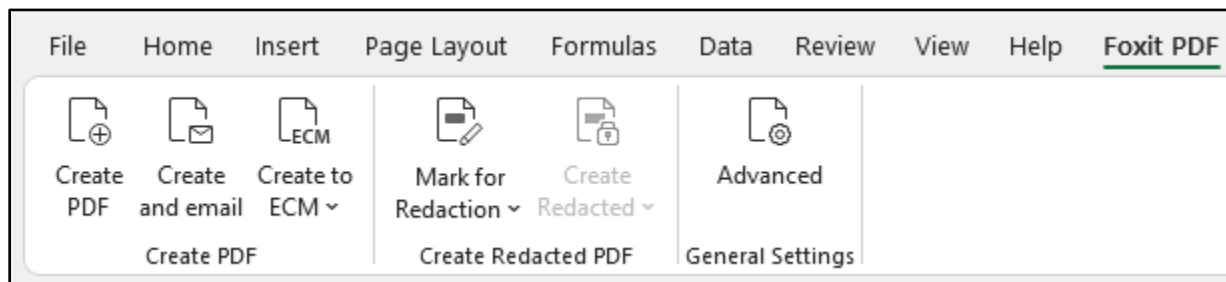 File Home Insert Page Layout Formulas Data Review View Help Foxit PDF
ECM
Create PDF
Create and email
Create to ECM
Mark for Redaction
Create Redacted
Advanced
Create PDF
Create Redacted PDF
General Settings